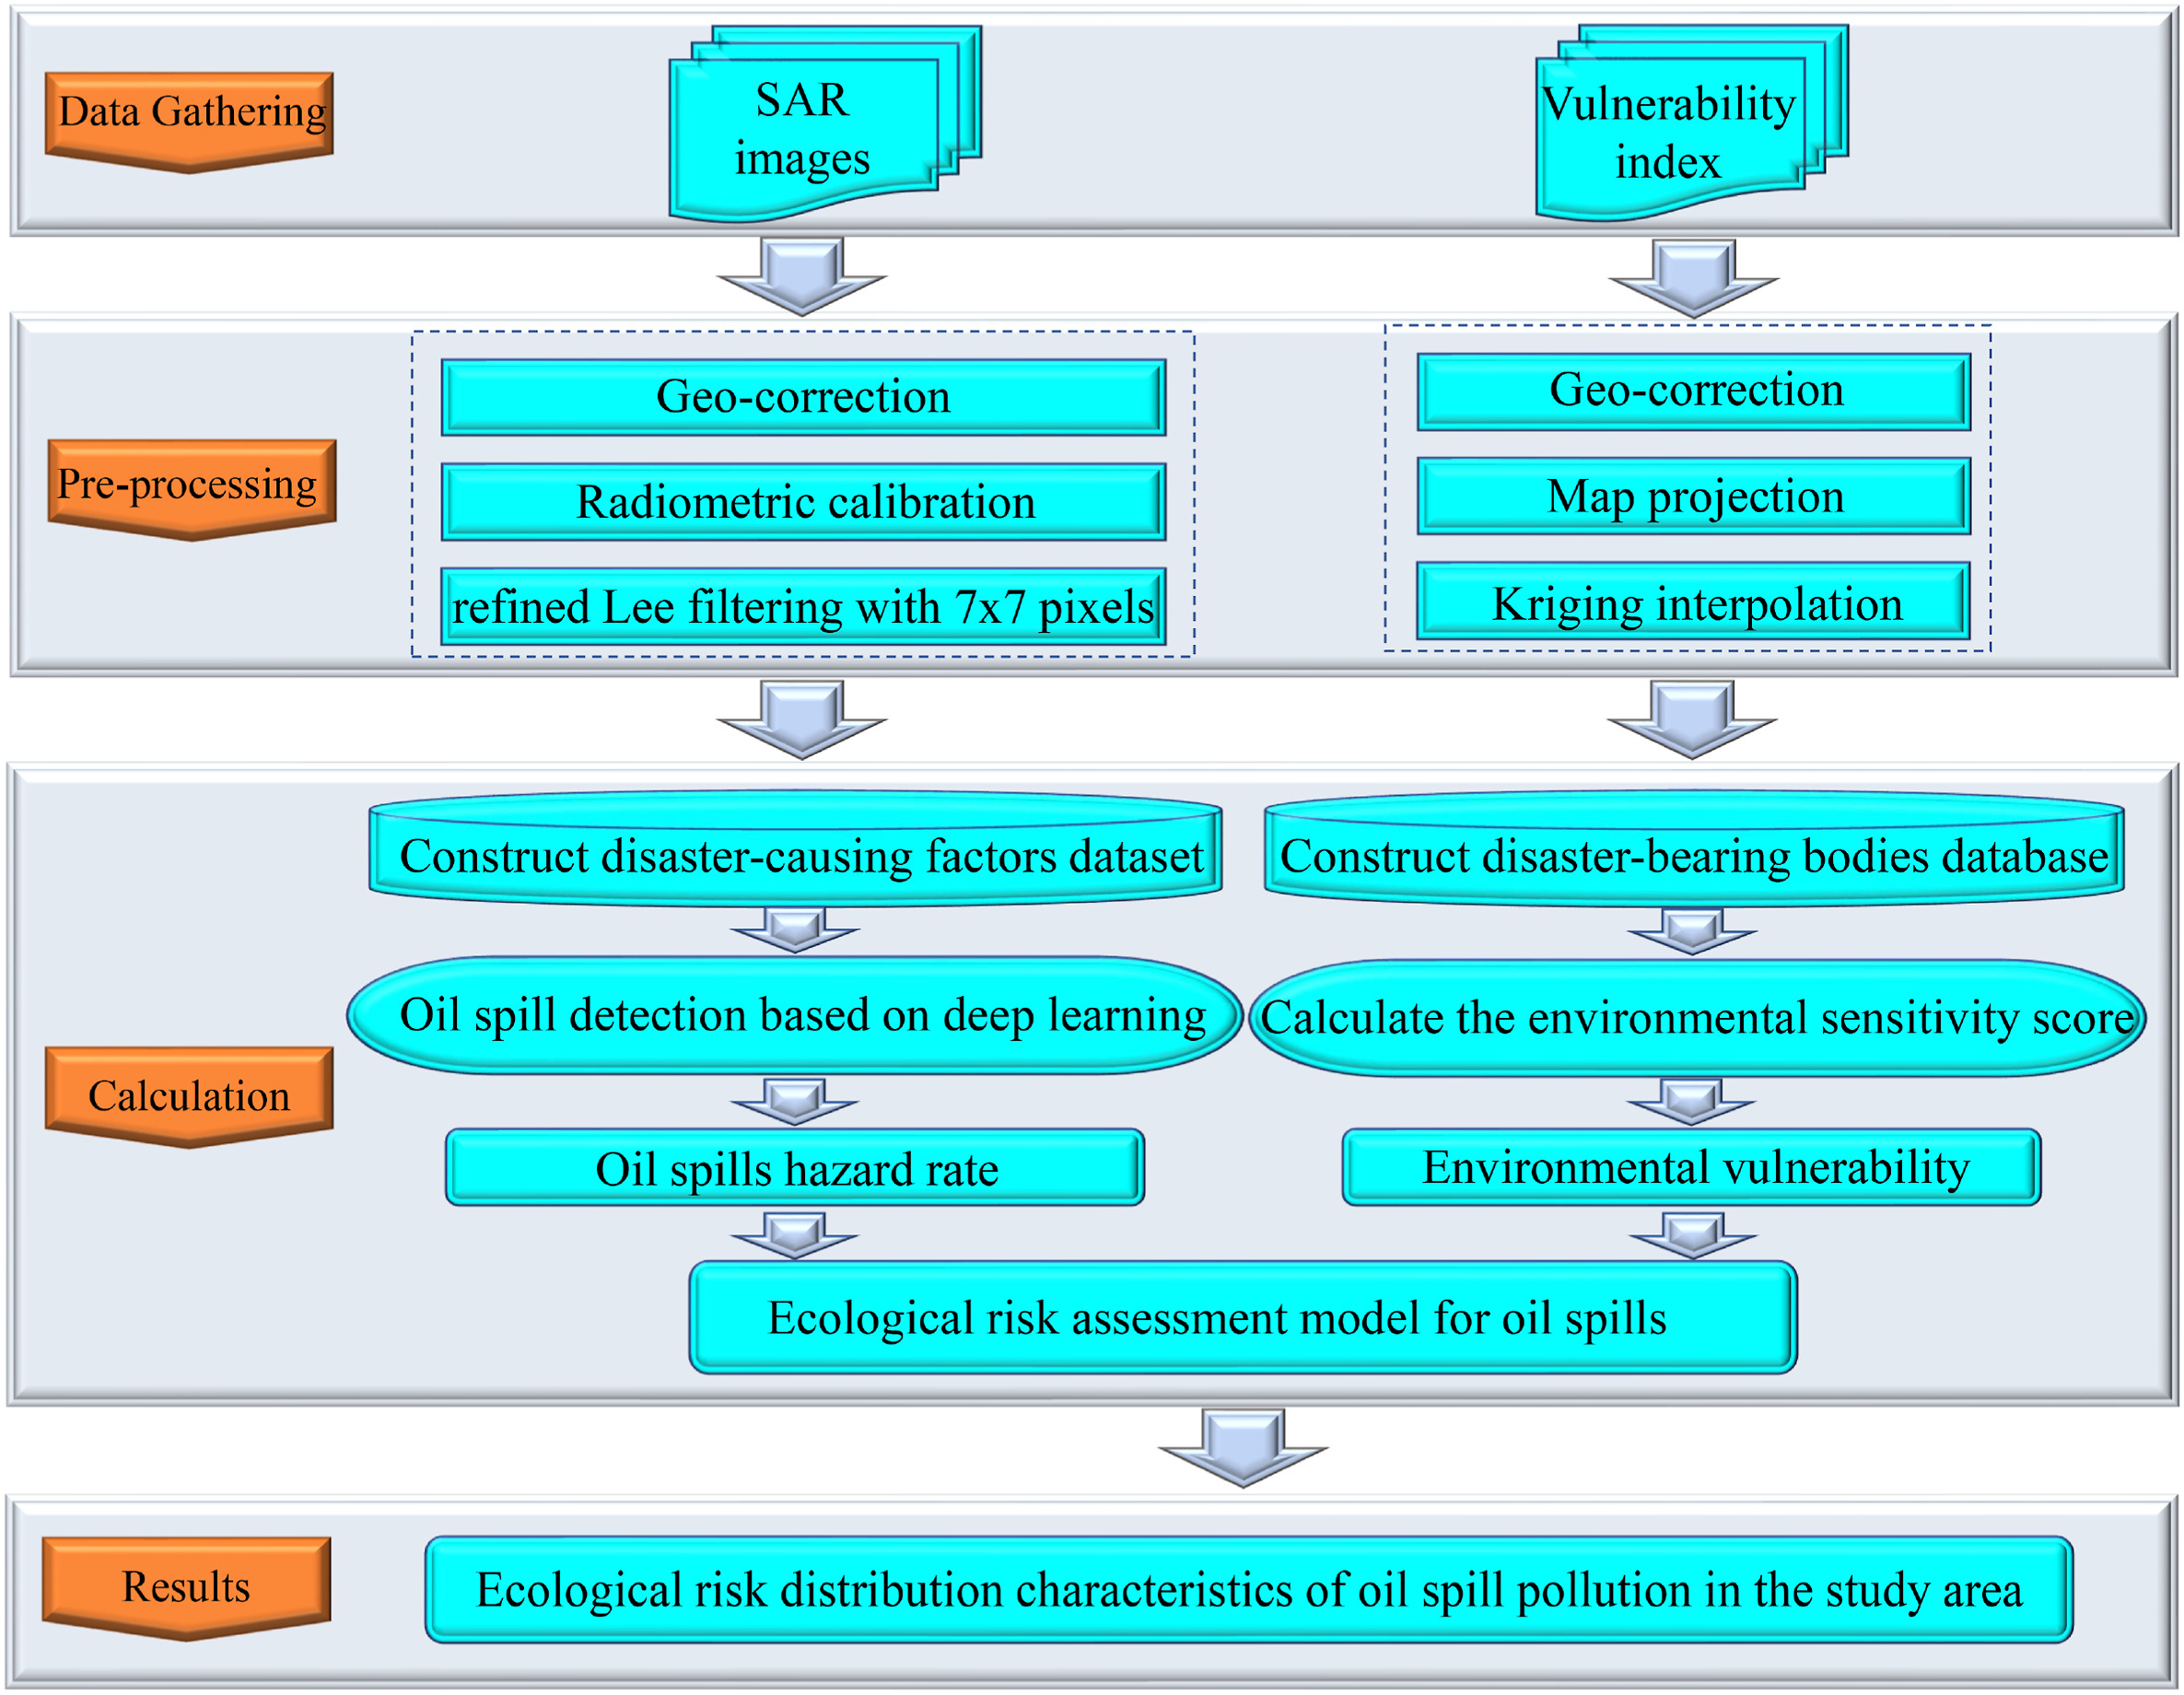 Data Gathering
SAR
images
Vulnerability
index
Pre-processing
Geo-correction
Radiometric calibration
refined Lee filtering with 7x7 pixels
Geo-correction
Map projection
Kriging interpolation
Calculation
Construct disaster-causing factors dataset
Construct disaster-bearing bodies database
Oil spill detection based on deep learning
Calculate the environmental sensitivity score
Oil spills hazard rate
Environmental vulnerability
Ecological risk assessment model for oil spills
Results
Ecological risk distribution characteristics of oil spill pollution in the study area